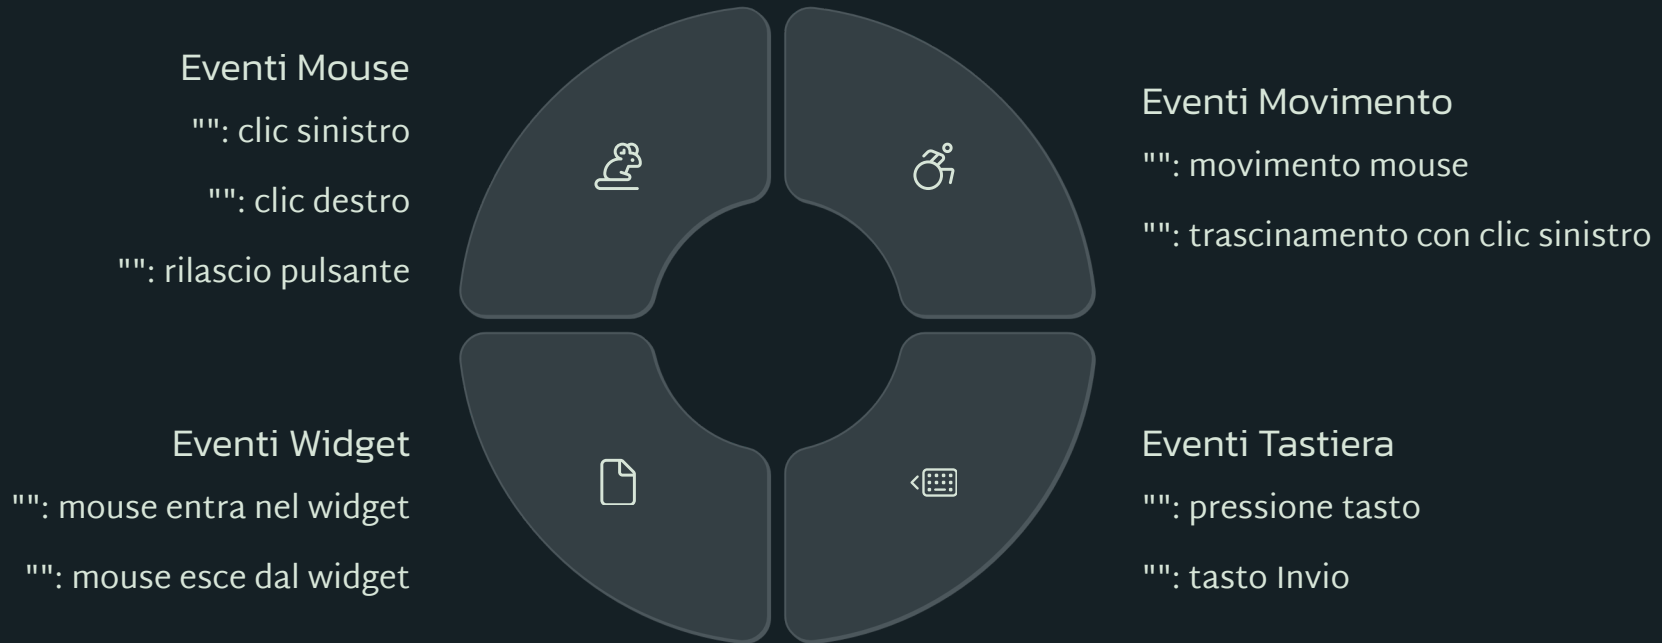 Eventi Mouse
"": clic sinistro
"": clic destro
"": rilascio pulsante
Eventi Movimento
"": movimento mouse
"": trascinamento con clic sinistro
Eventi Widget
"": mouse entra nel widget
"": mouse esce dal widget
Eventi Tastiera
"": pressione tasto
"": tasto Invio